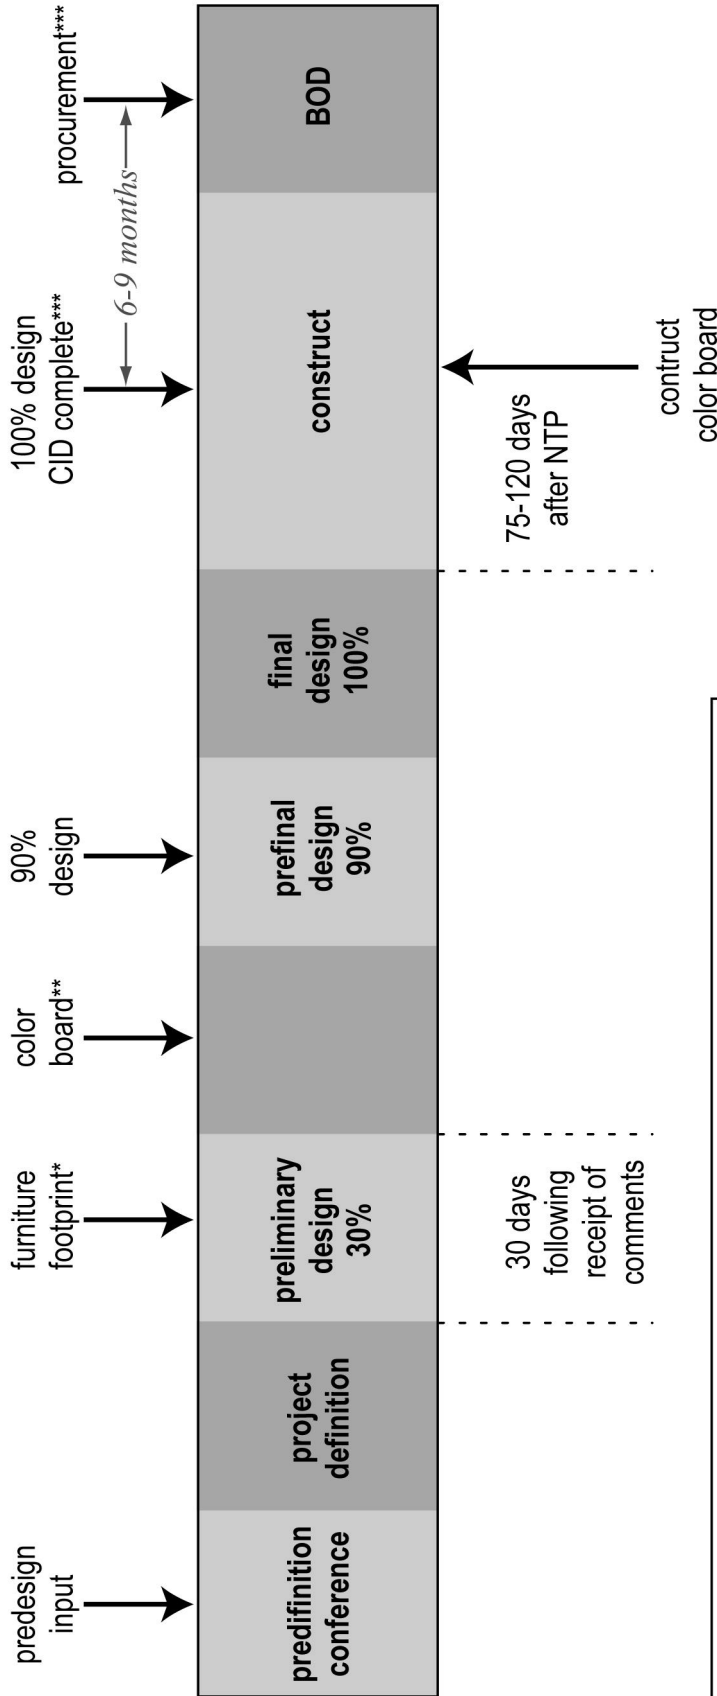 predesign
input
furniture
footprint*
color
board**
90%
design
100% design
CID complete***
procurement***
6-9 months
predifinition
conference
project
definition
preliminary
design
30%
prefinal
design
90%
final
design
100%
construct
BOD
30 days
following
receipt of
comments
75-120 days
after NTP
contruct
color board